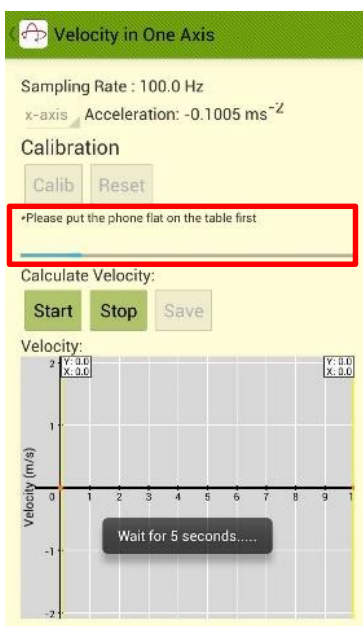 Velocity in One Axis
Sampling Rate : 100.0 Hz
x-axis Acceleration: -0.1005 ms⁻²
Calibration
Calib Reset
*Please put the phone flat on the table first
Calculate Velocity:
Start Stop Save
Velocity:
Y: 0.0
X: 0.0
Y: 0.0
X: 0.0
Velocity (m/s)
2
1
0 1 2 3 4 5 6 7 8 9 1
-1
-2
Wait for 5 seconds.....